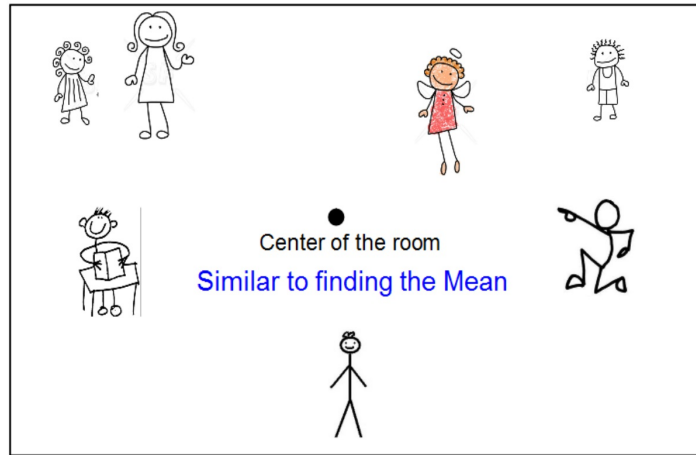 Center of the room
Similar to finding the Mean